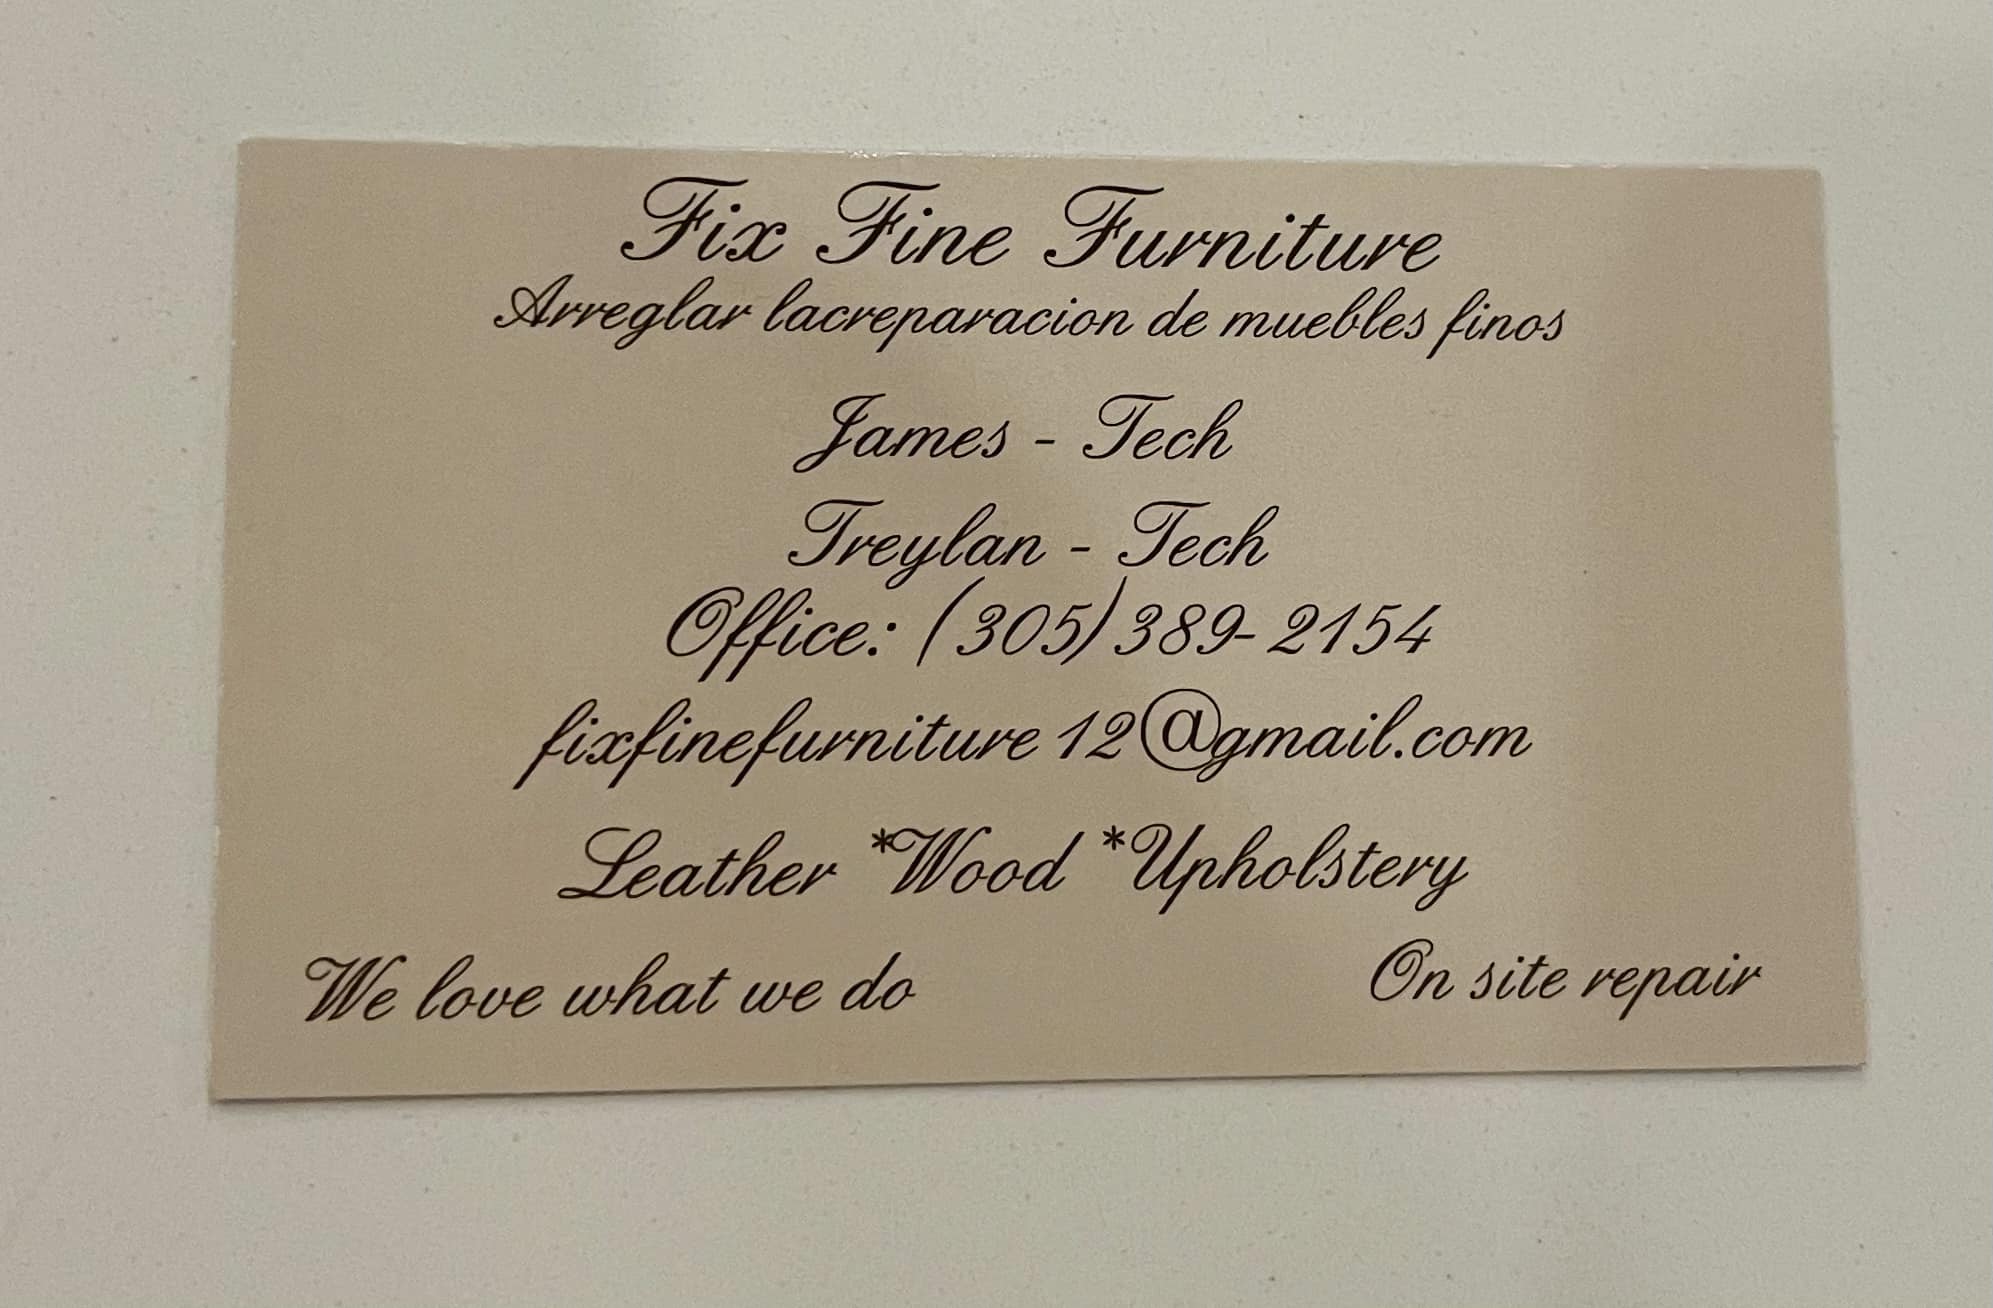 Fix Fine Furniture
Arreglar lacreparacion de muebles finos
James - Tech
Treylan - Tech
Office: (305)389-2154
fixfinefurniture12@gmail.com
Leather *Wood *Upholstery
We love what we do On site repair